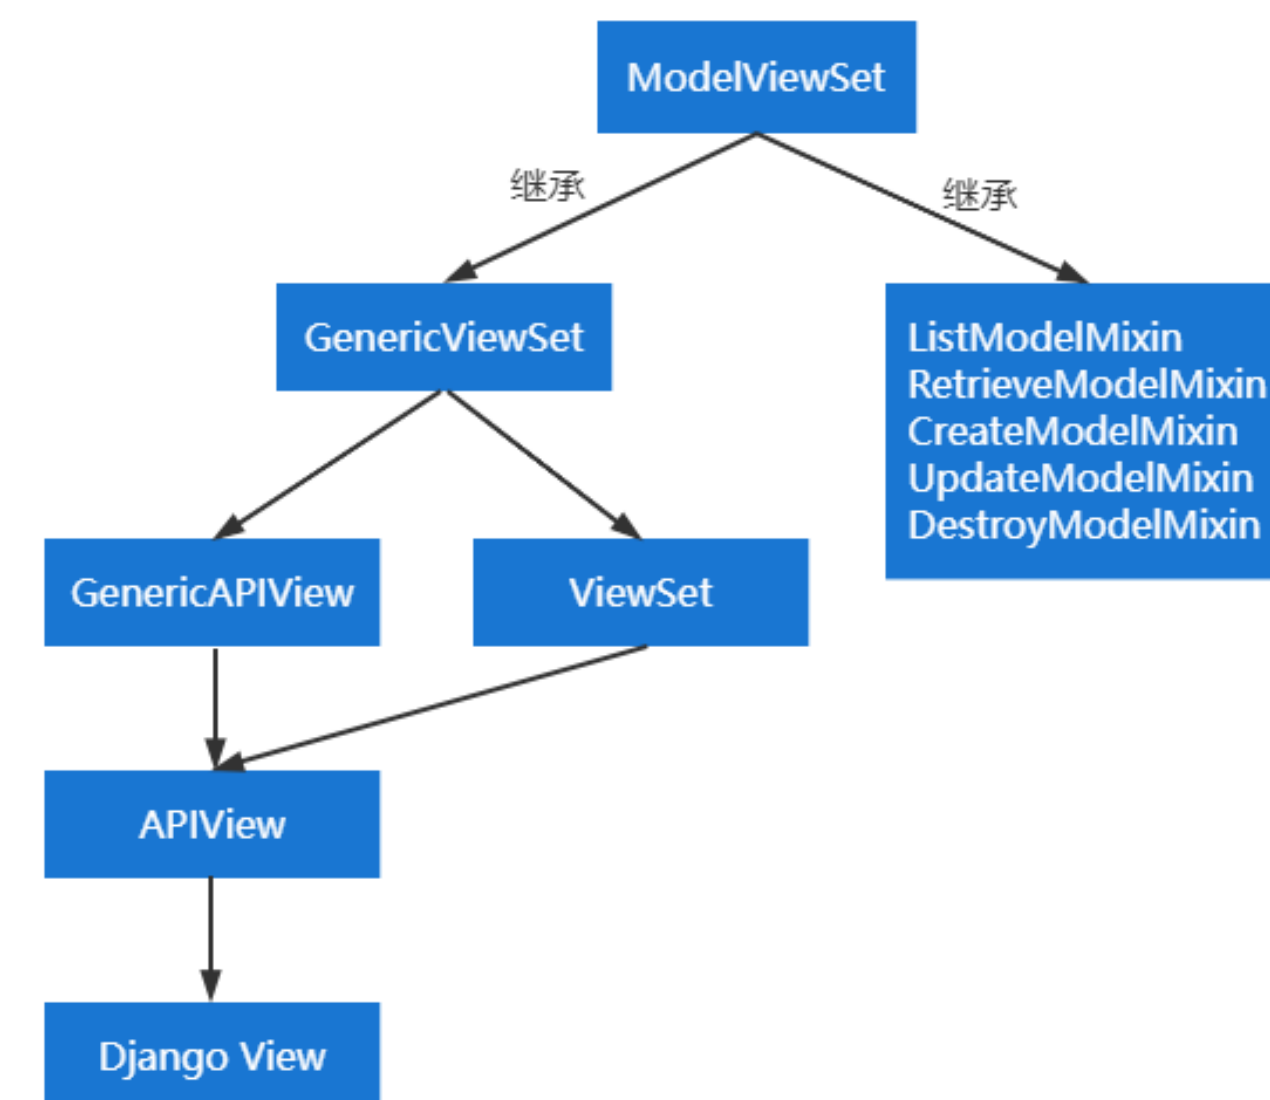 ModelViewSet
继承
继承
GenericViewSet
ListModelMixin
RetrieveModelMixin
CreateModelMixin
UpdateModelMixin
DestroyModelMixin
GenericAPIView
ViewSet
APIView
Django View